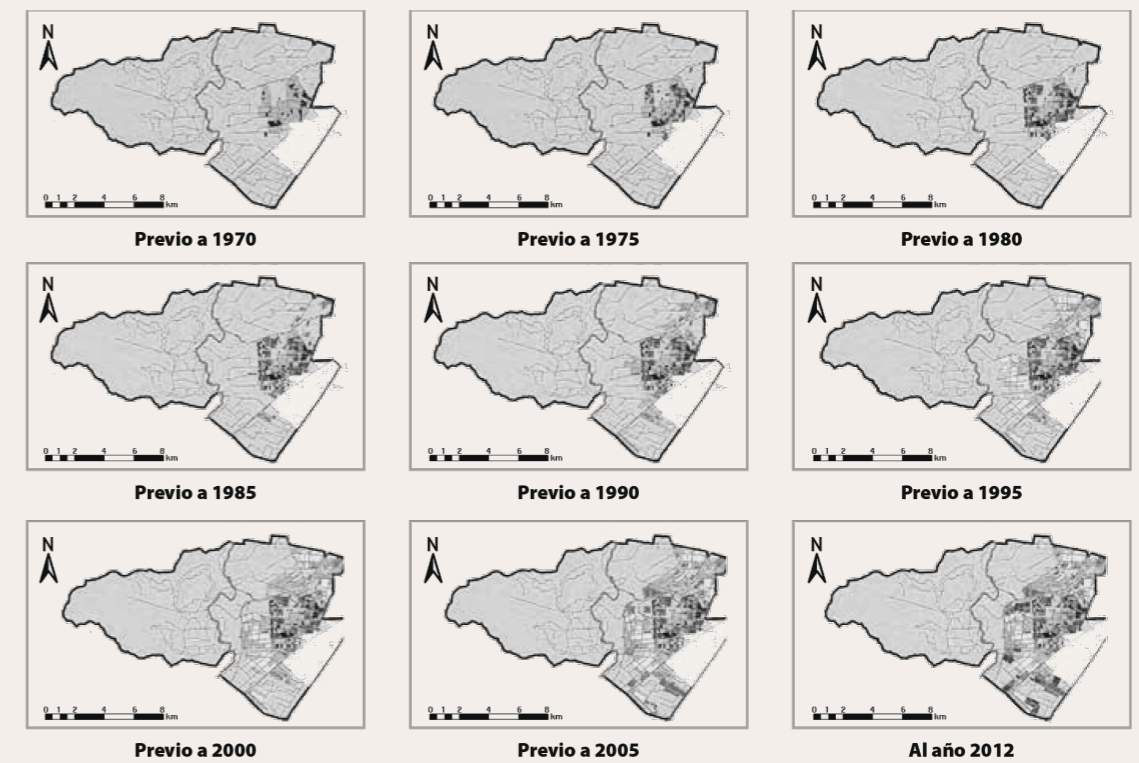 N N N
0 1 2 4 6 8 km 0 1 2 4 6 8 km 0 1 2 4 6 8 km
Previo a 1970 Previo a 1975 Previo a 1980
N N N
0 1 2 4 6 8 km 0 1 2 4 6 8 km 0 1 2 4 6 8 km
Previo a 1985 Previo a 1990 Previo a 1995
N N N
0 1 2 4 6 8 km 0 1 2 4 6 8 km 0 1 2 4 6 8 km
Previo a 2000 Previo a 2005 Al año 2012